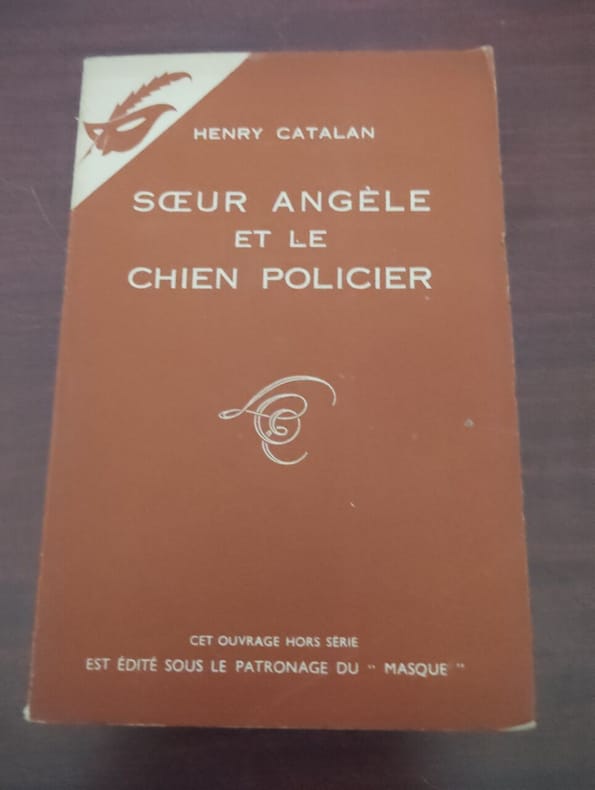 HENRY CATALAN
SŒUR ANGÈLE
ET LE
CHIEN POLICIER
CET OUVRAGE HORS SÉRIE
EST ÉDITÉ SOUS LE PATRONAGE DU " MASQUE "